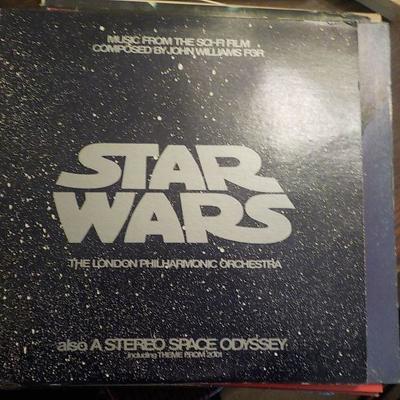 MUSIC FROM THE SCI-FI FILM
COMPOSED BY JOHN WILLIAMS FOR
STAR
WARS
THE LONDON PHILHARMONIC ORCHESTRA
also A STEREO SPACE ODYSSEY
including THEME FROM 2001